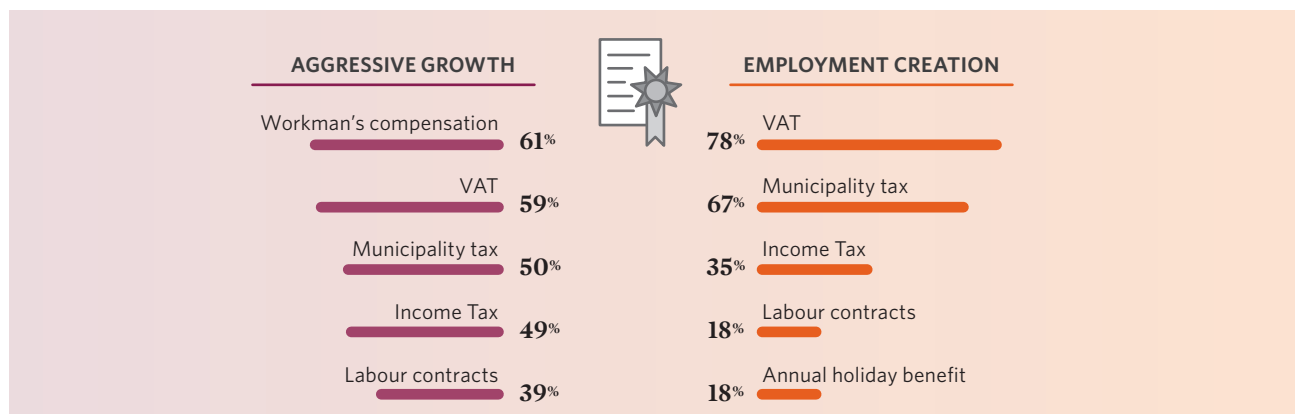 AGGRESSIVE GROWTH
Workman’s compensation
61%
VAT
59%
Municipality tax
50%
Income Tax
49%
Labour contracts
39%
EMPLOYMENT CREATION
VAT
78%
Municipality tax
67%
Income Tax
35%
Labour contracts
18%
Annual holiday benefit
18%